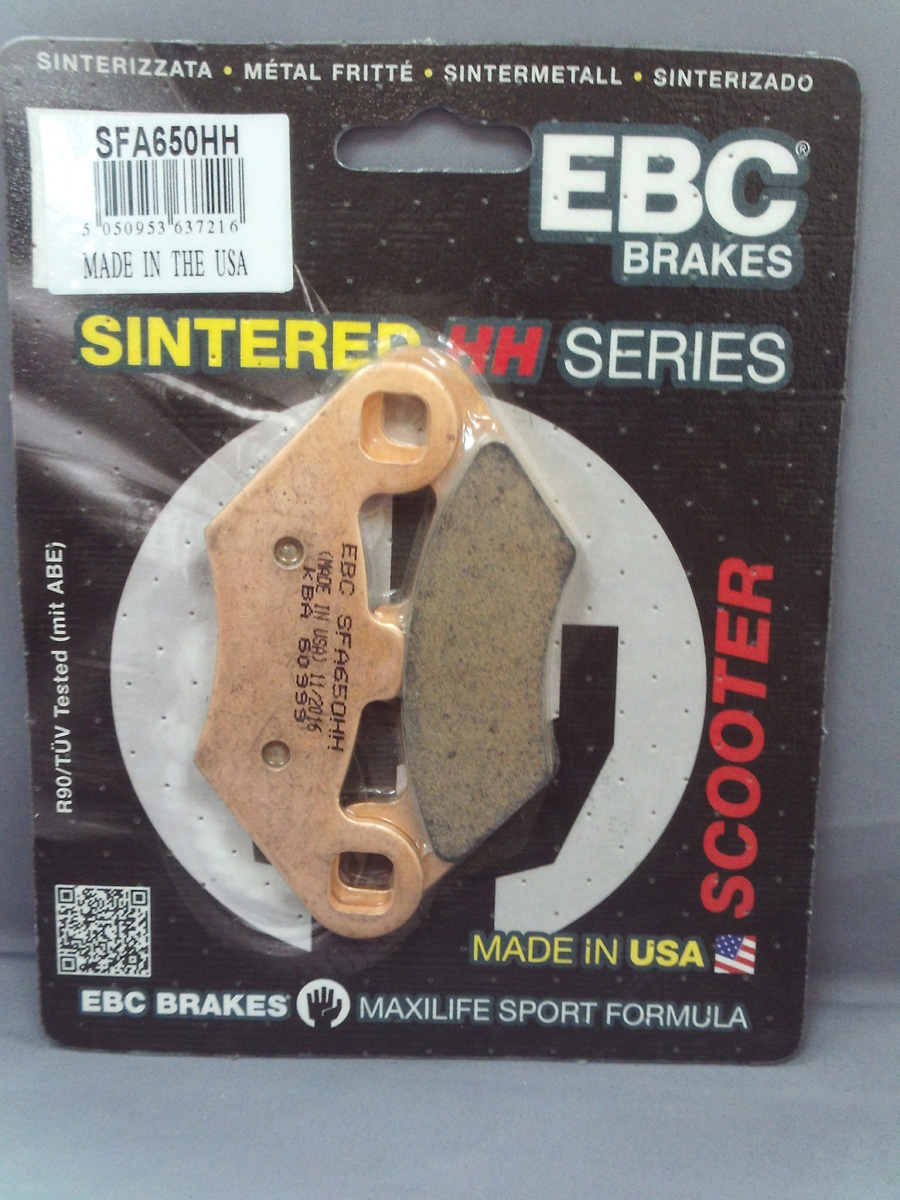 SINTERIZZATA • MÉTAL FRITTÉ • SINTERMETALL • SINTERIZADO
SFA650HH
5 050953 637216
MADE IN THE USA
EBC®
BRAKES
SINTERED HH SERIES
EBC SFA650HH
(MADE IN USA) 11/2016
KBA 60999
R90/TÜV Tested (mit ABE)
SCOOTER
MADE iN USA
EBC BRAKES® MAXILIFE SPORT FORMULA